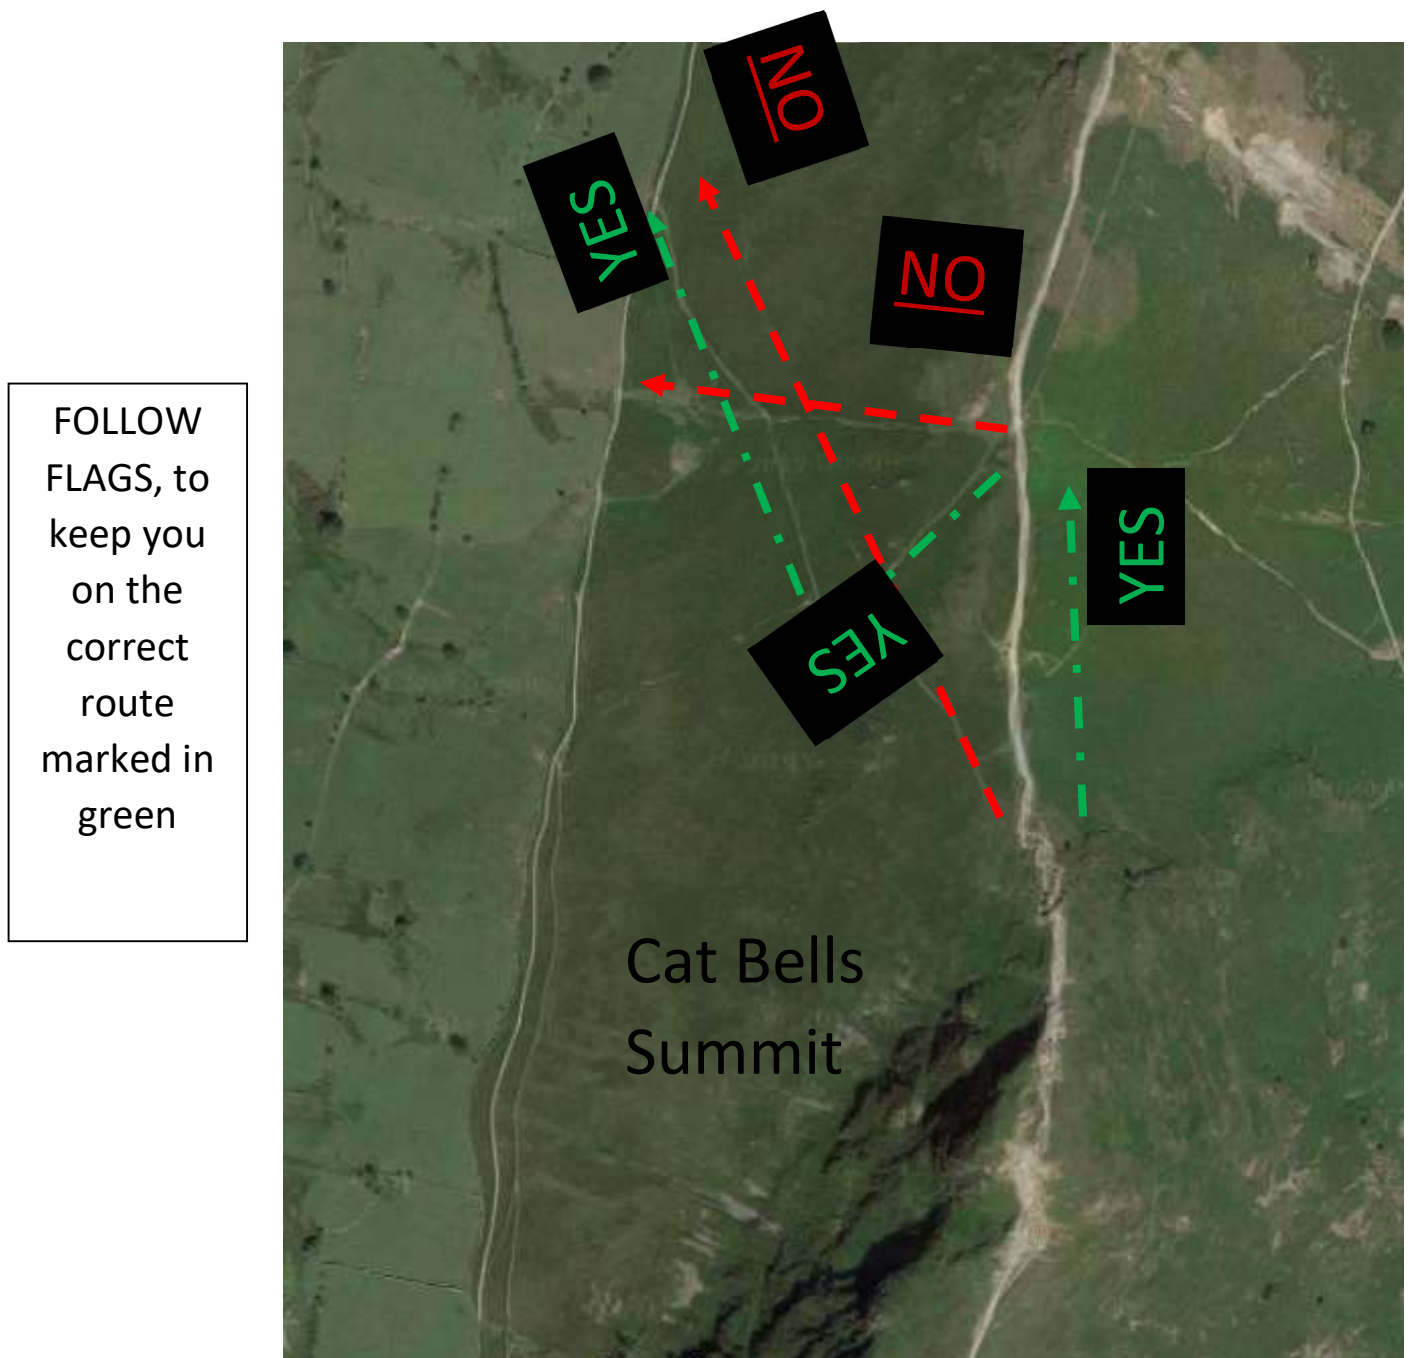 NO
YES
NO
FOLLOW
FLAGS, to
keep you
on the
correct
route
marked in
green
YES
YES
Cat Bells
Summit